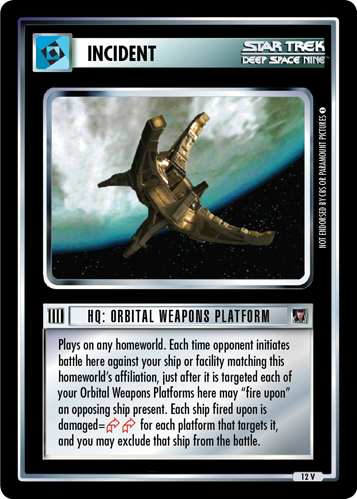 INCIDENT
STAR TREK
DEEP SPACE NINE™
NOT ENDORSED BY CBS OR PARAMOUNT PICTURES
HQ: ORBITAL WEAPONS PLATFORM
Plays on any homeworld. Each time opponent initiates
battle here against your ship or facility matching this
homeworld's affiliation, just after it is targeted each of
your Orbital Weapons Platforms here may "fire upon"
an opposing ship present. Each ship fired upon is
damaged= for each platform that targets it,
and you may exclude that ship from the battle.
12 V